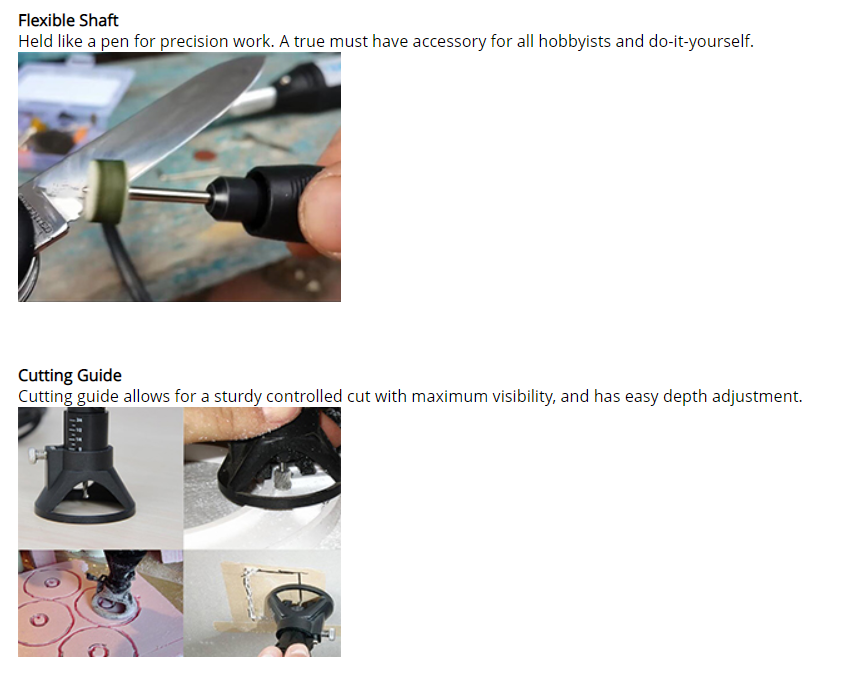 Flexible Shaft
Held like a pen for precision work. A true must have accessory for all hobbyists and do-it-yourself.
Cutting Guide
Cutting guide allows for a sturdy controlled cut with maximum visibility, and has easy depth adjustment.